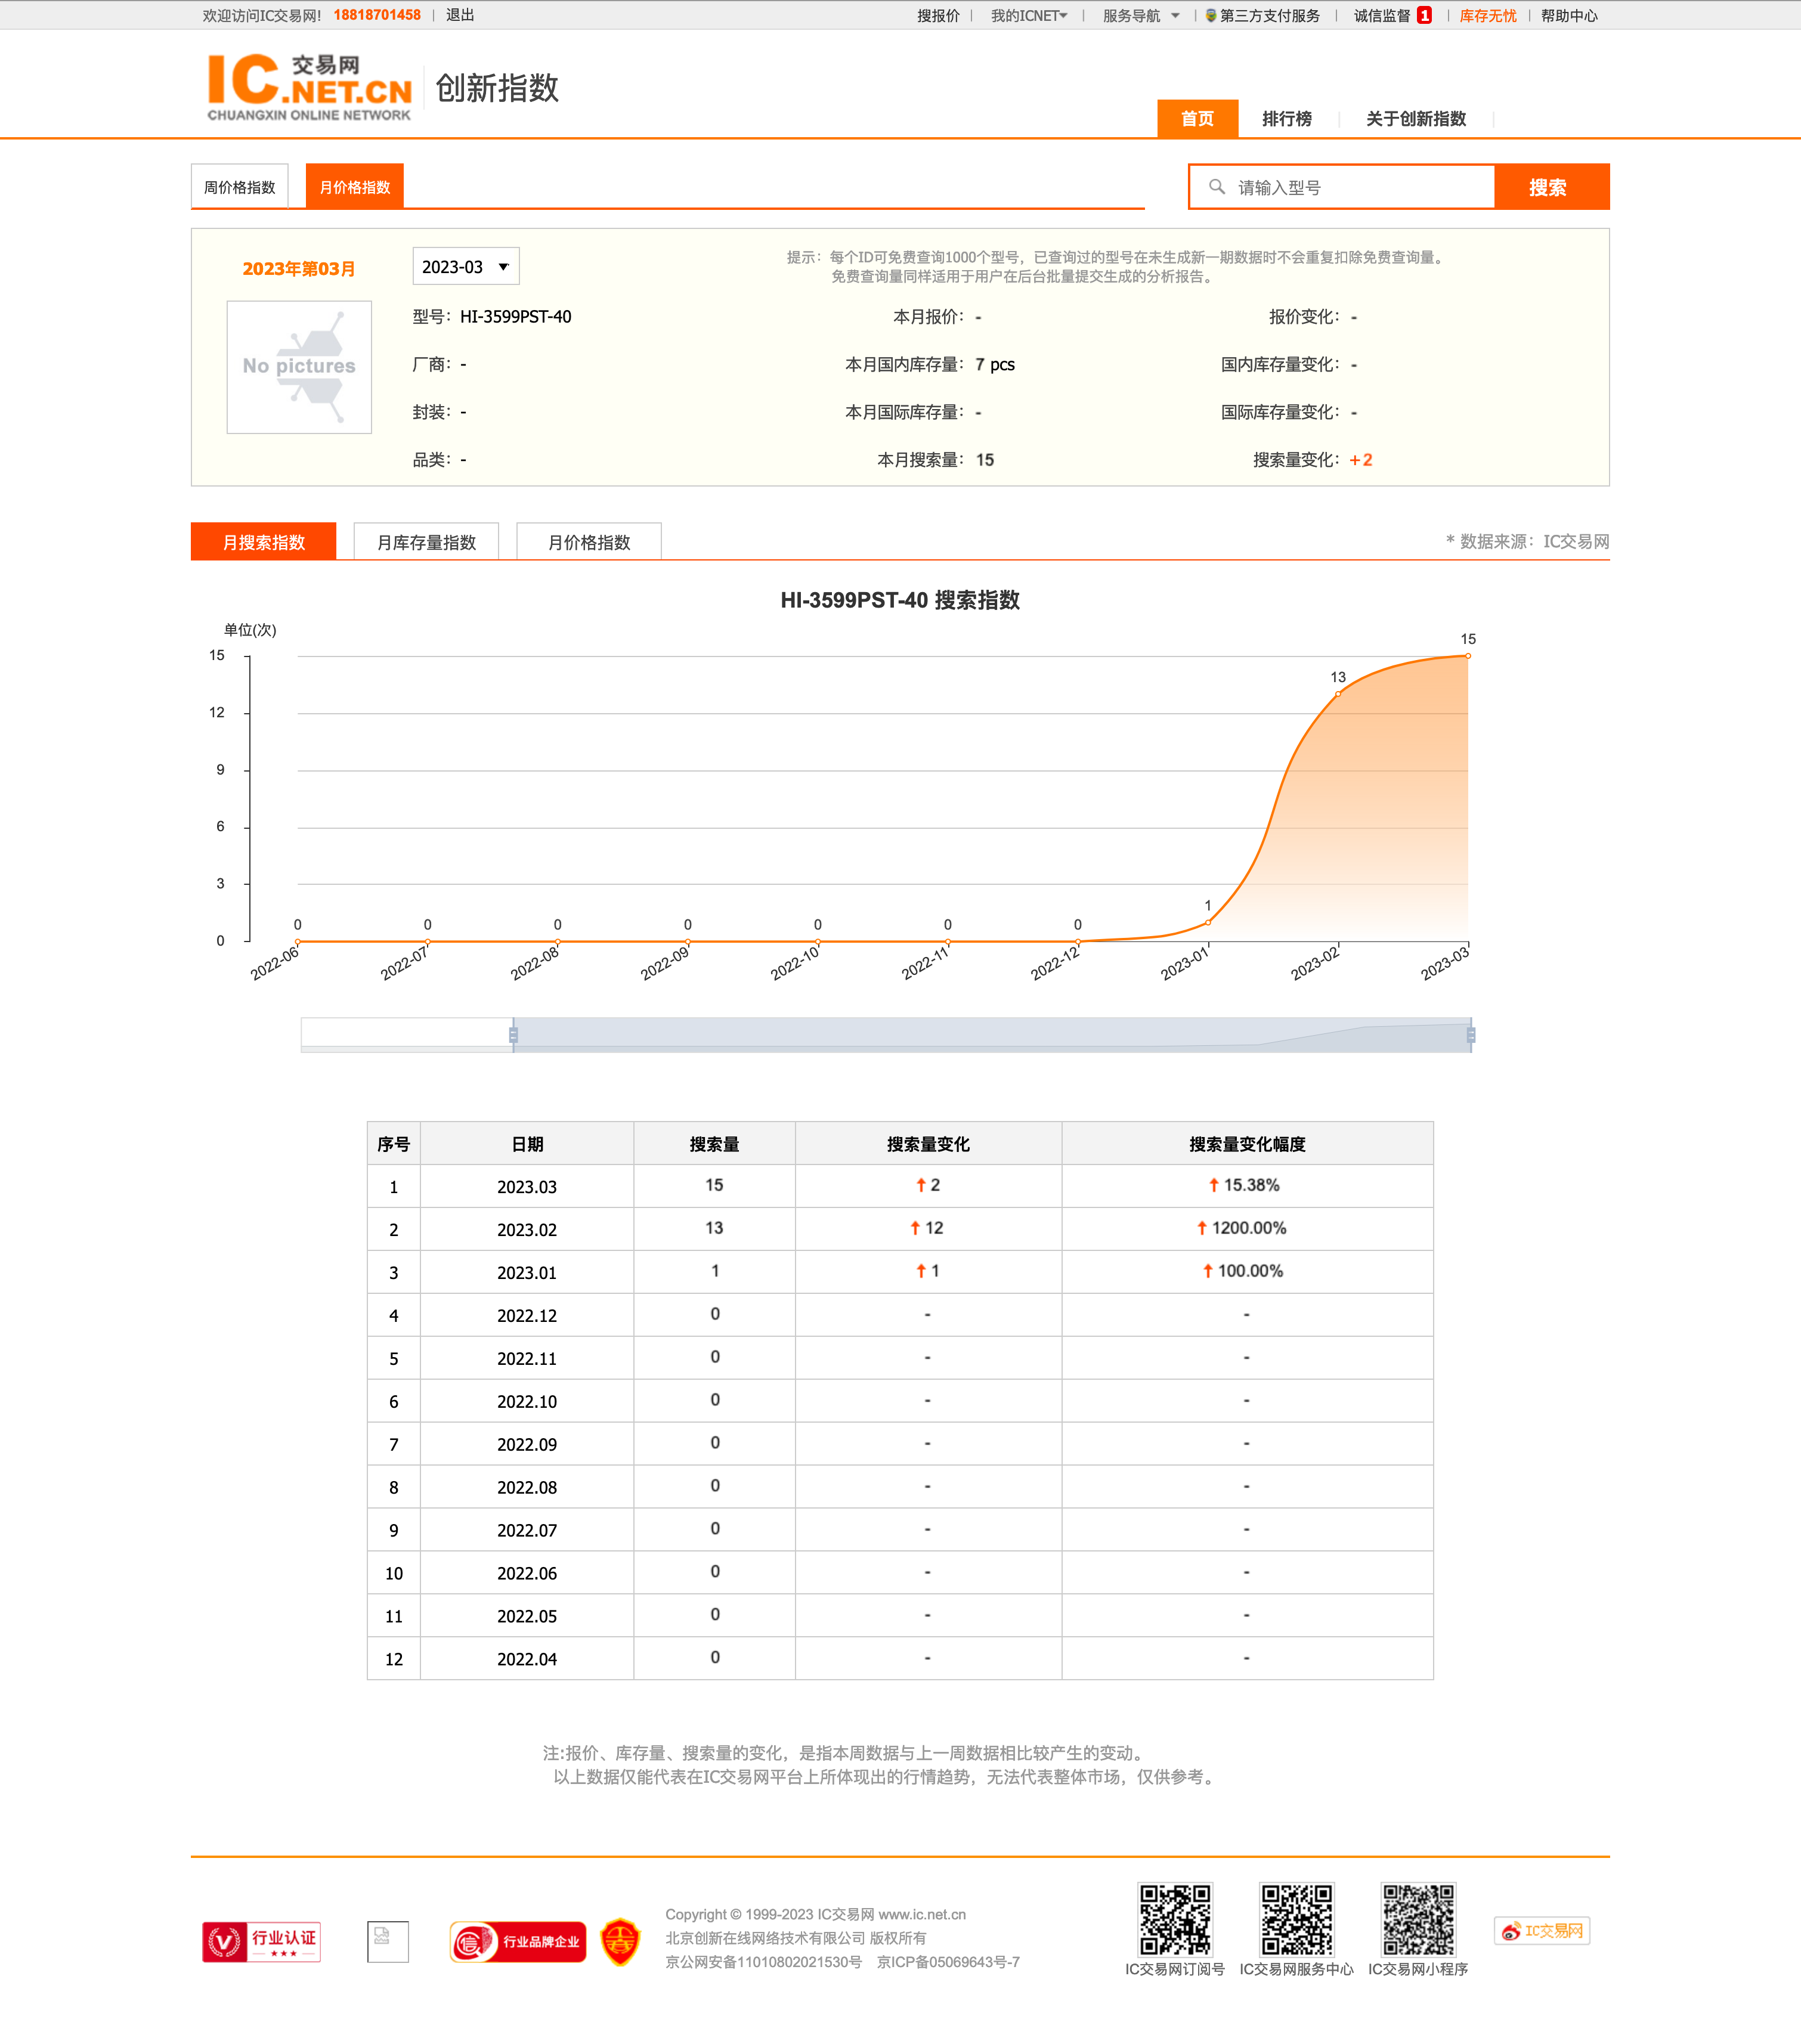 欢迎访问IC交易网! 18818701458 | 退出 搜报价 | 我的ICNET | 服务导航 | 第三方支付服务 | 诚信监督 1 | 库存无忧 | 帮助中心
IC交易网.NET.CN
CHUANGXIN ONLINE NETWORK
创新指数
首页 排行榜 关于创新指数
周价格指数 月价格指数 请输入型号 搜索
2023年第03月 2023-03 提示：每个ID可免费查询1000个型号，已查询过的型号在未生成新一期数据时不会重复扣除免费查询量。
免费查询量同样适用于用户在后台批量提交生成的分析报告。
No pictures
型号：HI-3599PST-40 本月报价：- 报价变化：-
厂商：- 本月国内库存量：7 pcs 国内库存量变化：-
封装：- 本月国际库存量：- 国际库存量变化：-
品类：- 本月搜索量：15 搜索量变化：+2
月搜索指数 月库存量指数 月价格指数 * 数据来源：IC交易网
HI-3599PST-40 搜索指数
单位(次)
15
12
9
6
3
0
0 0 0 0 0 0 0 1 13 15
2022-06 2022-07 2022-08 2022-09 2022-10 2022-11 2022-12 2023-01 2023-02 2023-03
序号 日期 搜索量 搜索量变化 搜索量变化幅度
1 2023.03 15 ↑2 ↑15.38%
2 2023.02 13 ↑12 ↑1200.00%
3 2023.01 1 ↑1 ↑100.00%
4 2022.12 0 - -
5 2022.11 0 - -
6 2022.10 0 - -
7 2022.09 0 - -
8 2022.08 0 - -
9 2022.07 0 - -
10 2022.06 0 - -
11 2022.05 0 - -
12 2022.04 0 - -
注:报价、库存量、搜索量的变化，是指本周数据与上一周数据相比较产生的变动。
以上数据仅能代表在IC交易网平台上所体现出的行情趋势，无法代表整体市场，仅供参考。
行业认证
信 行业品牌企业
Copyright © 1999-2023 IC交易网 www.ic.net.cn
北京创新在线网络技术有限公司 版权所有
京公网安备11010802021530号 京ICP备05069643号-7
IC交易网订阅号 IC交易网服务中心 IC交易网小程序
IC交易网